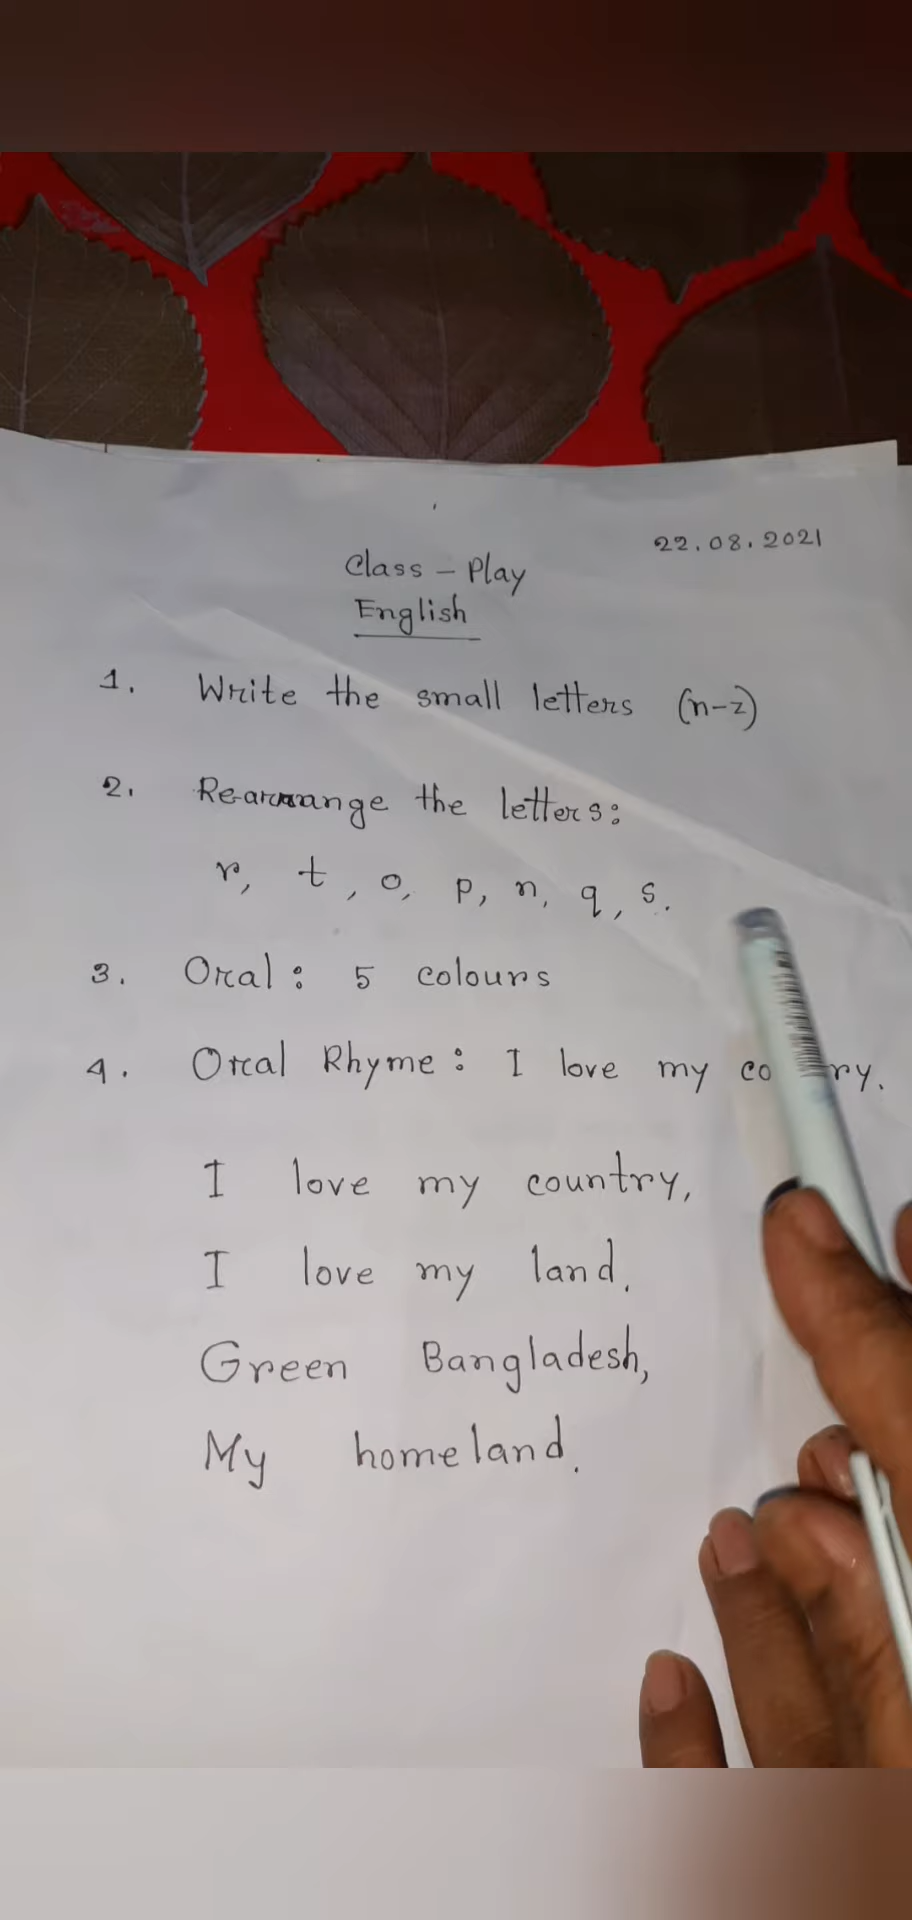 22.08.2021
Class - Play
English
1. Write the small letters (n-z)
2. Rearrange the letters:
r, t, o, p, n, q, s.
3. Oral: 5 colours
4. Oral Rhyme: I love my co ry.
I love my country,
I love my land.
Green Bangladesh,
My homeland.